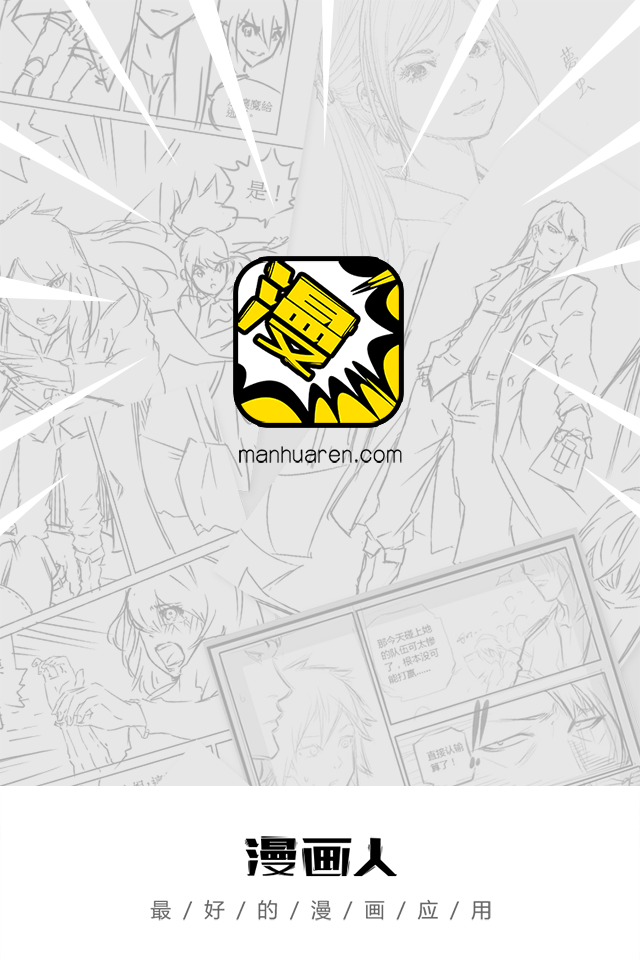 是！
漫
manhuaren.com
那今天碰上她
的队伍可太惨
了，根本没可
能打赢……
直接认输
算了！
漫画人
最/好/的/漫/画/应/用